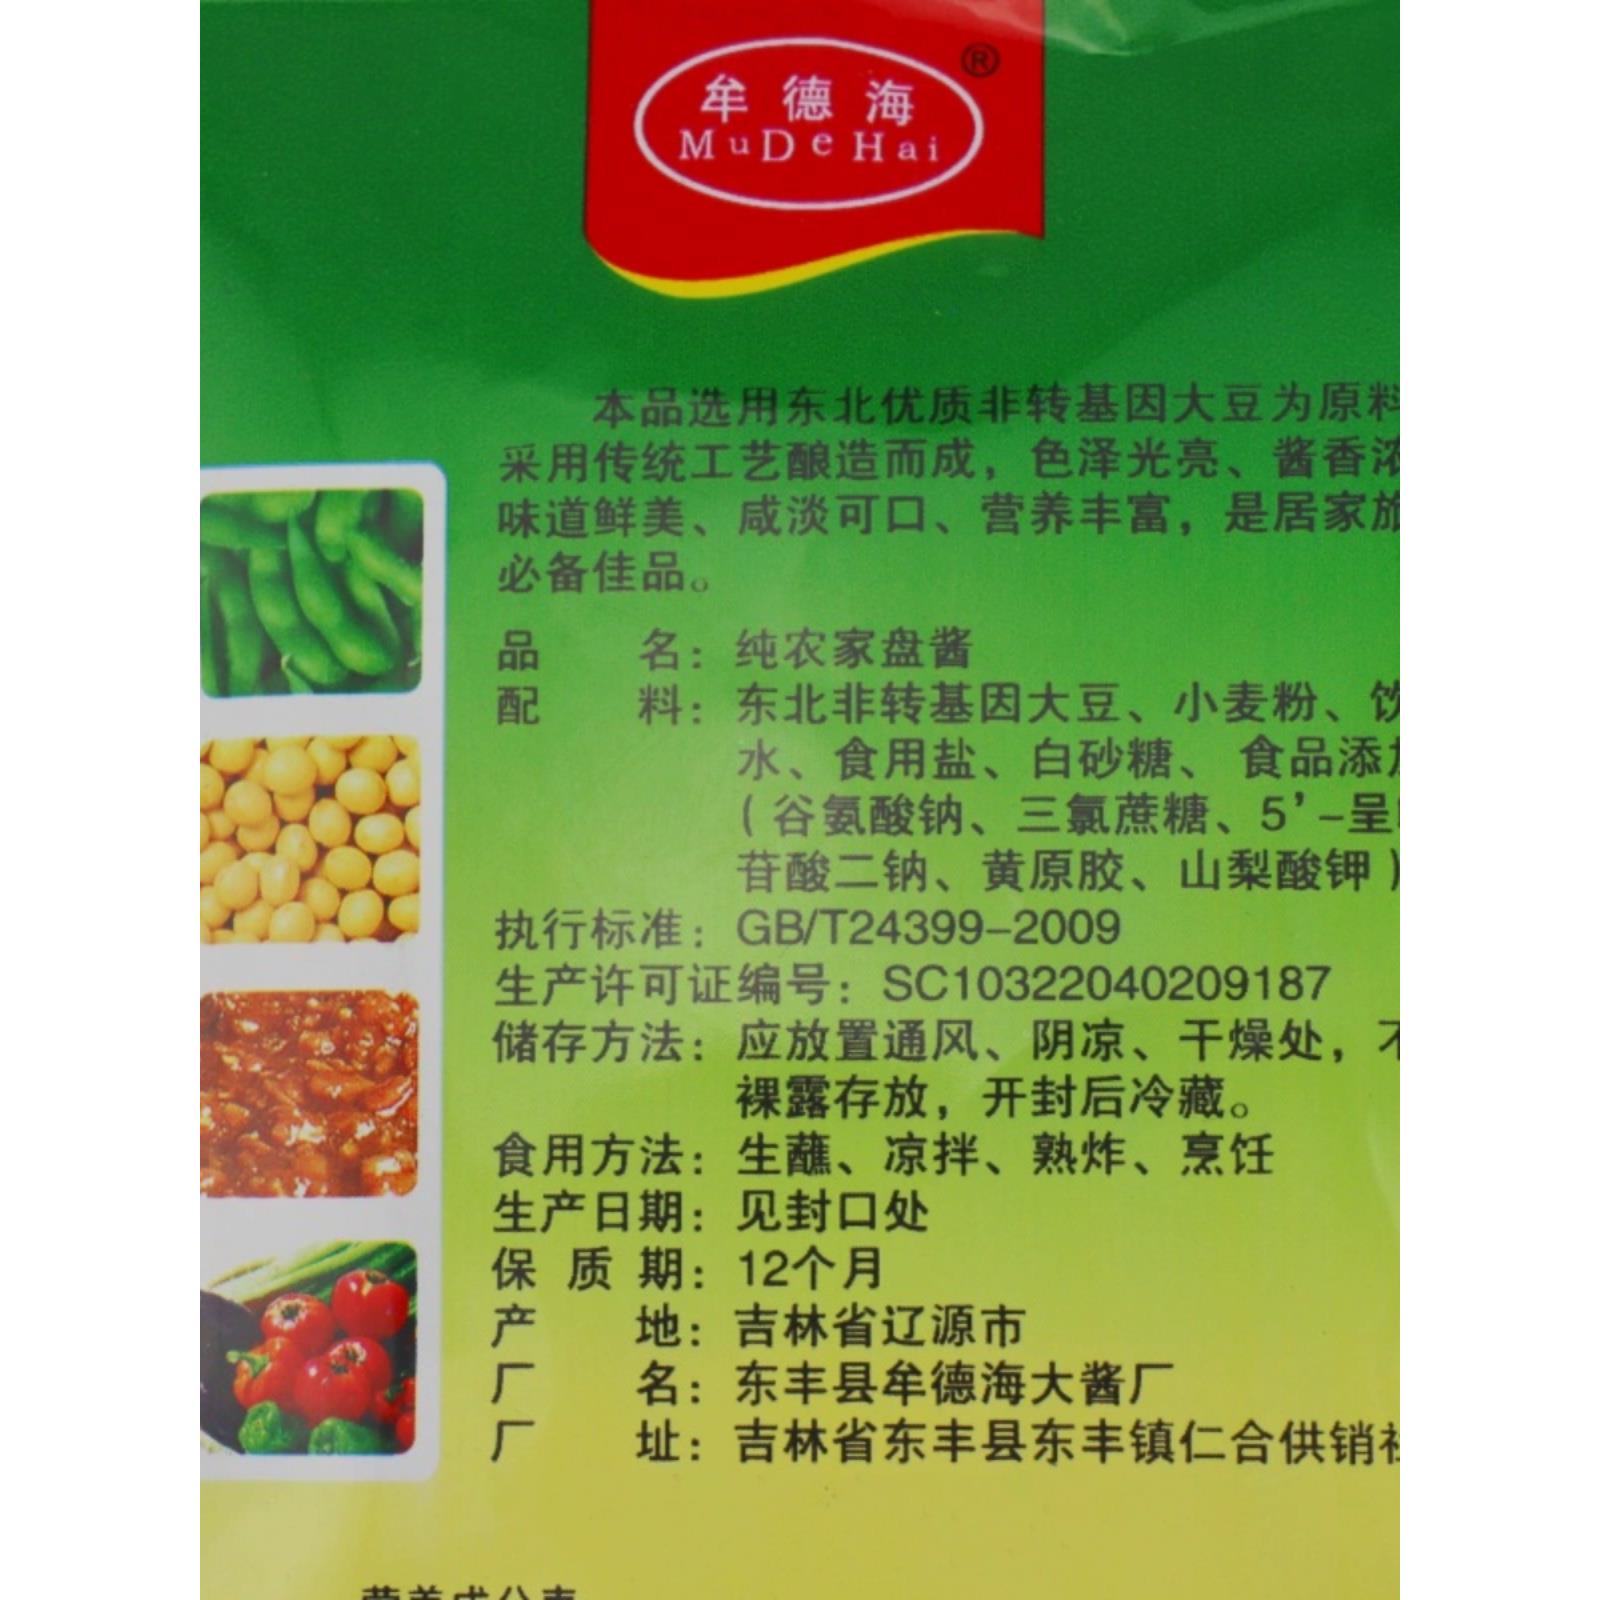 牟德海
MuDeHai
®
本品选用东北优质非转基因大豆为原料
采用传统工艺酿造而成，色泽光亮、酱香浓
味道鲜美、咸淡可口、营养丰富，是居家旅
必备佳品。
品名：纯农家盘酱
配料：东北非转基因大豆、小麦粉、饮
水、食用盐、白砂糖、食品添加
（谷氨酸钠、三氯蔗糖、5’-呈味
苷酸二钠、黄原胶、山梨酸钾）
执行标准：GB/T24399-2009
生产许可证编号：SC10322040209187
储存方法：应放置通风、阴凉、干燥处，不
裸露存放，开封后冷藏。
食用方法：生蘸、凉拌、熟炸、烹饪
生产日期：见封口处
保质期：12个月
产地：吉林省辽源市
厂名：东丰县牟德海大酱厂
厂址：吉林省东丰县东丰镇仁合供销社
营养成分表